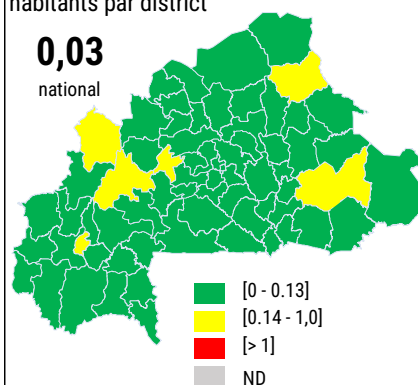 habitants par district
0,03
national
[0 - 0.13]
[0.14 - 1,0]
[> 1]
ND